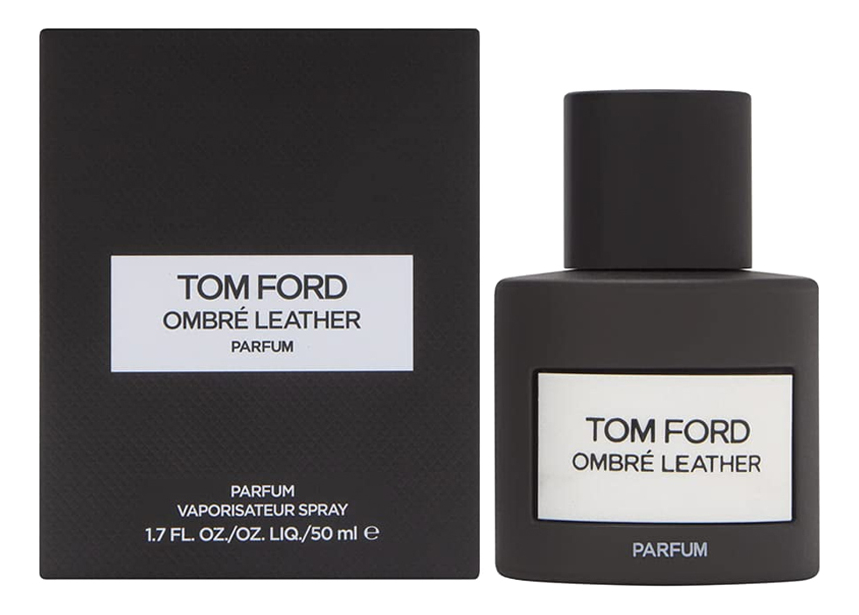 TOM FORD
OMBRÉ LEATHER
PARFUM
PARFUM
VAPORISATEUR SPRAY
1.7 FL. OZ./OZ. LIQ./50 ml ℮
TOM FORD
OMBRÉ LEATHER
PARFUM